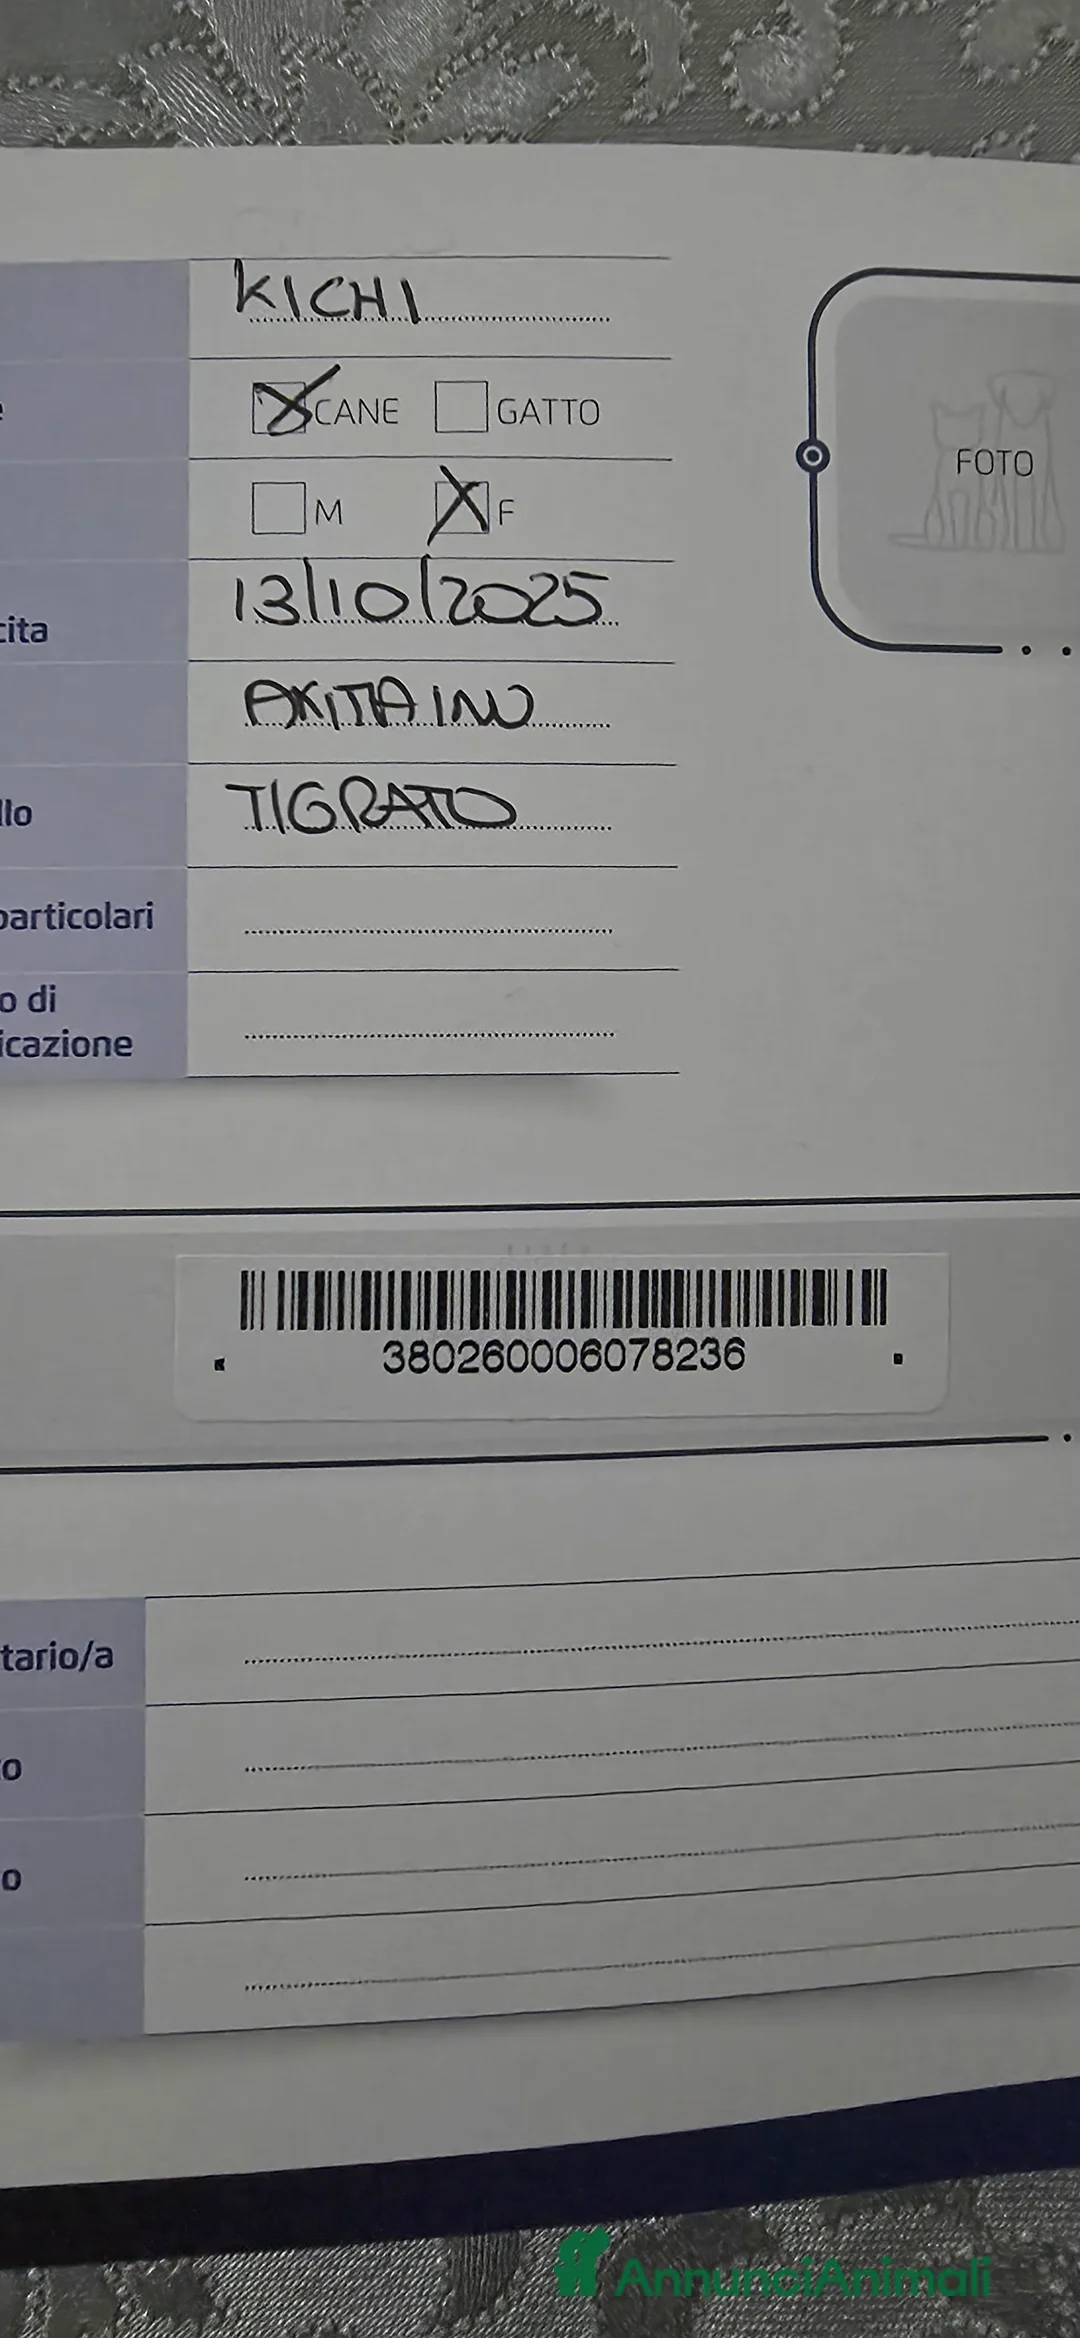 KICHI
CANE GATTO
M F
FOTO
cita 13/10/2025
AKITA INU
llo TIGRATO
particolari
o di
icazione
380260006078236
tario/a
o
o
AnnunciAnimali